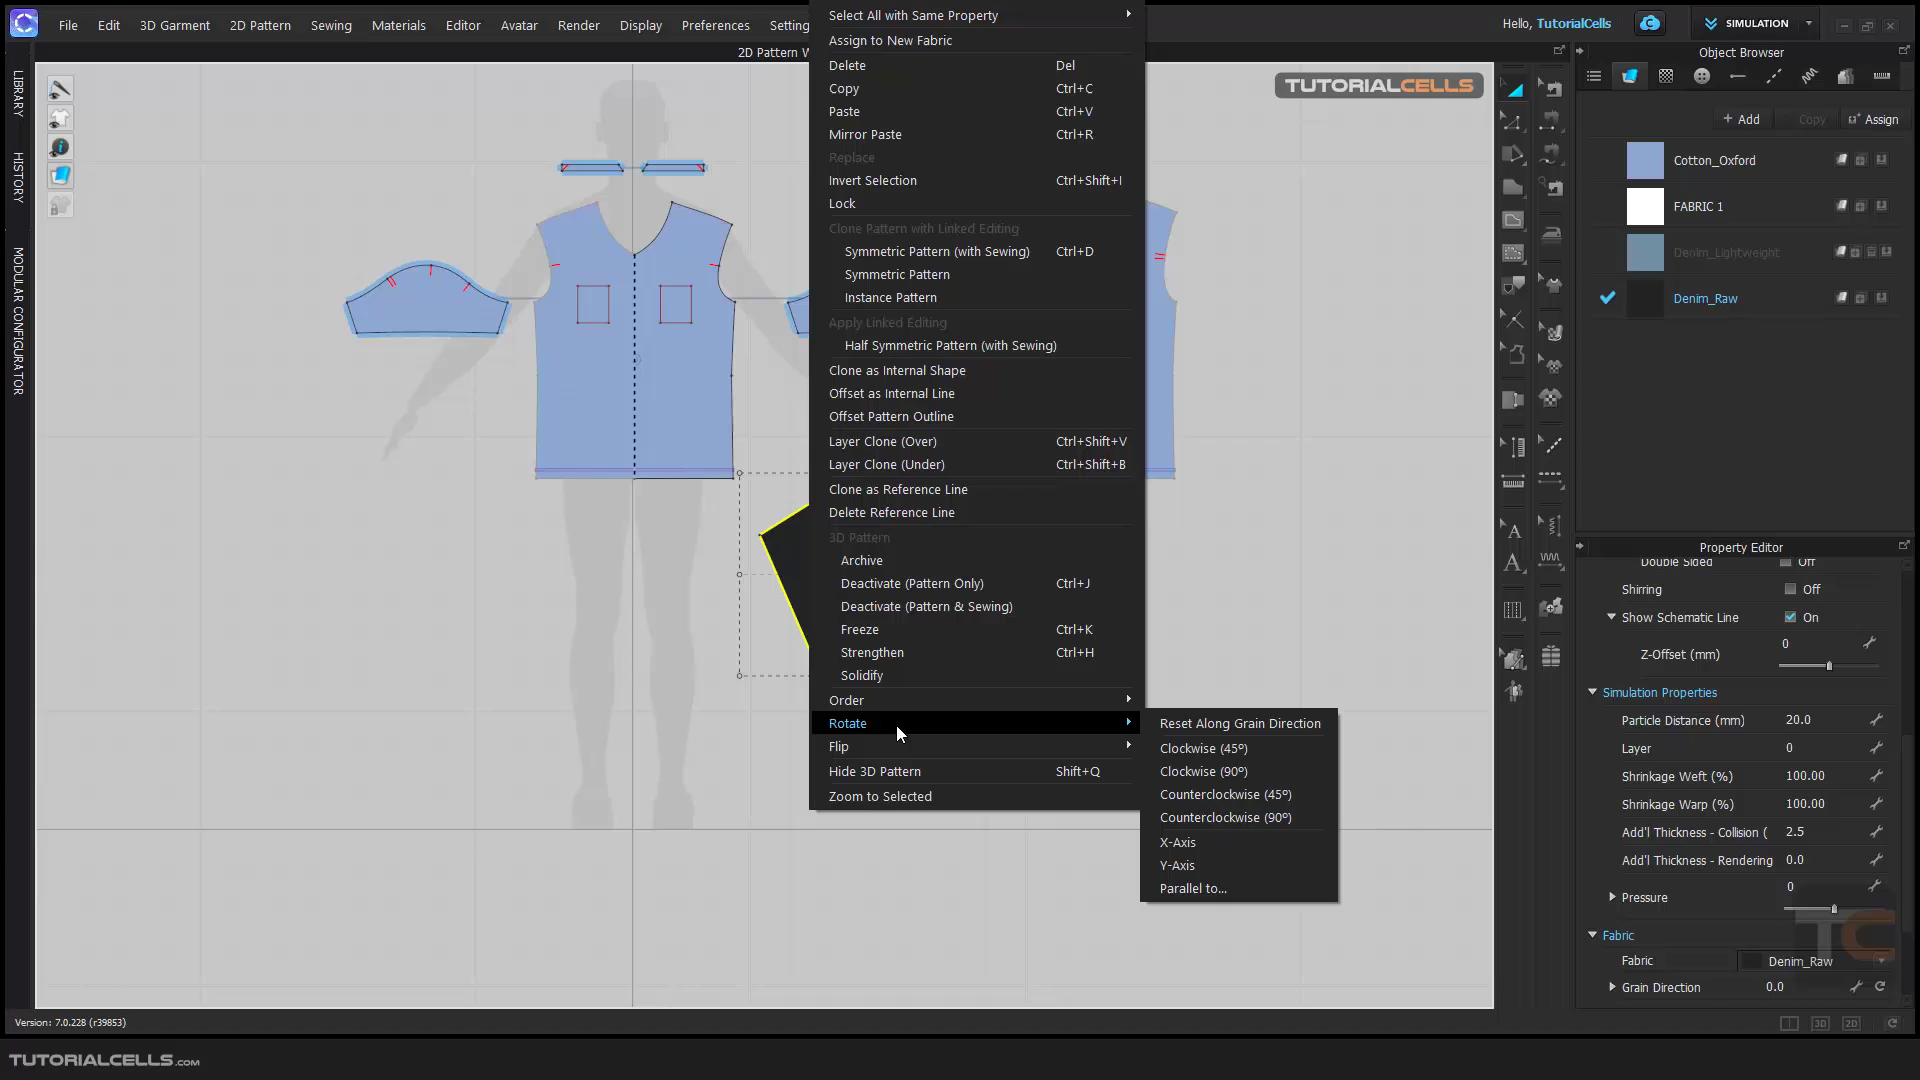 File Edit 3D Garment 2D Pattern Sewing Materials Editor Avatar Render Display Preferences
Hello, TutorialCells
SIMULATION
2D Pattern
Object Browser
LIBRARY
HISTORY
MODULAR CONFIGURATOR
TUTORIALCELLS
Select All with Same Property
Assign to New Fabric
Delete Del
Copy Ctrl+C
Paste Ctrl+V
Mirror Paste Ctrl+R
Replace
Invert Selection Ctrl+Shift+I
Lock
Clone Pattern with Linked Editing
Symmetric Pattern (with Sewing) Ctrl+D
Symmetric Pattern
Instance Pattern
Apply Linked Editing
Half Symmetric Pattern (with Sewing)
Clone as Internal Shape
Offset as Internal Line
Offset Pattern Outline
Layer Clone (Over) Ctrl+Shift+V
Layer Clone (Under) Ctrl+Shift+B
Clone as Reference Line
Delete Reference Line
3D Pattern
Archive
Deactivate (Pattern Only) Ctrl+J
Deactivate (Pattern & Sewing)
Freeze Ctrl+K
Strengthen Ctrl+H
Solidify
Order
Rotate
Flip
Hide 3D Pattern Shift+Q
Zoom to Selected
Reset Along Grain Direction
Clockwise (45º)
Clockwise (90º)
Counterclockwise (45º)
Counterclockwise (90º)
X-Axis
Y-Axis
Parallel to...
+ Add Copy Assign
Cotton_Oxford
FABRIC 1
Denim_Lightweight
Denim_Raw
Property Editor
Double Sided Off
Shirring Off
Show Schematic Line On
Z-Offset (mm) 0
Simulation Properties
Particle Distance (mm) 20.0
Layer 0
Shrinkage Weft (%) 100.00
Shrinkage Warp (%) 100.00
Add'l Thickness - Collision ( 2.5
Add'l Thickness - Rendering 0.0
Pressure 0
Fabric
Fabric Denim_Raw
Grain Direction 0.0
TC
Version: 7.0.228 (r39853)
3D 2D
TUTORIALCELLS.com